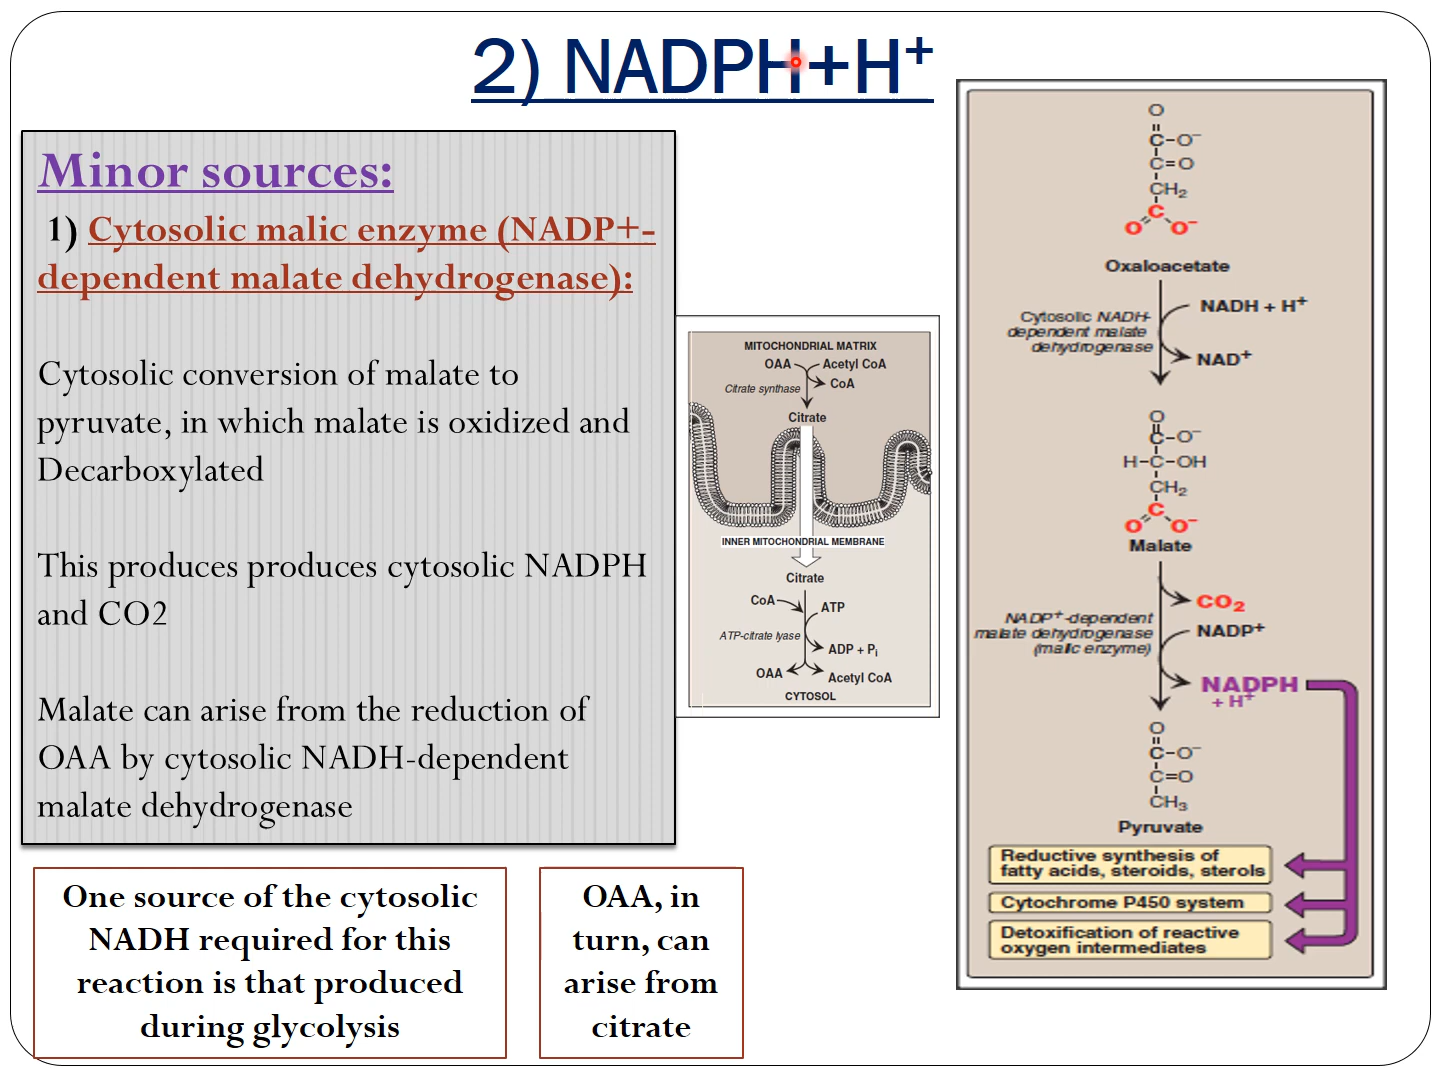 2) NADPH+H+
Minor sources:
1) Cytosolic malic enzyme (NADP+-
dependent malate dehydrogenase):
Cytosolic conversion of malate to
pyruvate, in which malate is oxidized and
Decarboxylated
This produces produces cytosolic NADPH
and CO2
Malate can arise from the reduction of
OAA by cytosolic NADH-dependent
malate dehydrogenase
One source of the cytosolic
NADH required for this
reaction is that produced
during glycolysis
OAA, in
turn, can
arise from
citrate
MITOCHONDRIAL MATRIX
OAA Acetyl CoA
Citrate synthase CoA
Citrate
INNER MITOCHONDRIAL MEMBRANE
Citrate
CoA ATP
ATP-citrate lyase
ADP + Pi
OAA Acetyl CoA
CYTOSOL
O
C-O−
C=O
CH2
C
O O−
Oxaloacetate
NADH + H+
Cytosolic NADH-
dependent malate
dehydrogenase
NAD+
O
C-O−
H-C-OH
CH2
C
O O−
Malate
CO2
NADP+-dependent
malate dehydrogenase
(malic enzyme)
NADP+
NADPH
+ H+
O
C-O−
C=O
CH3
Pyruvate
Reductive synthesis of
fatty acids, steroids, sterols
Cytochrome P450 system
Detoxification of reactive
oxygen intermediates